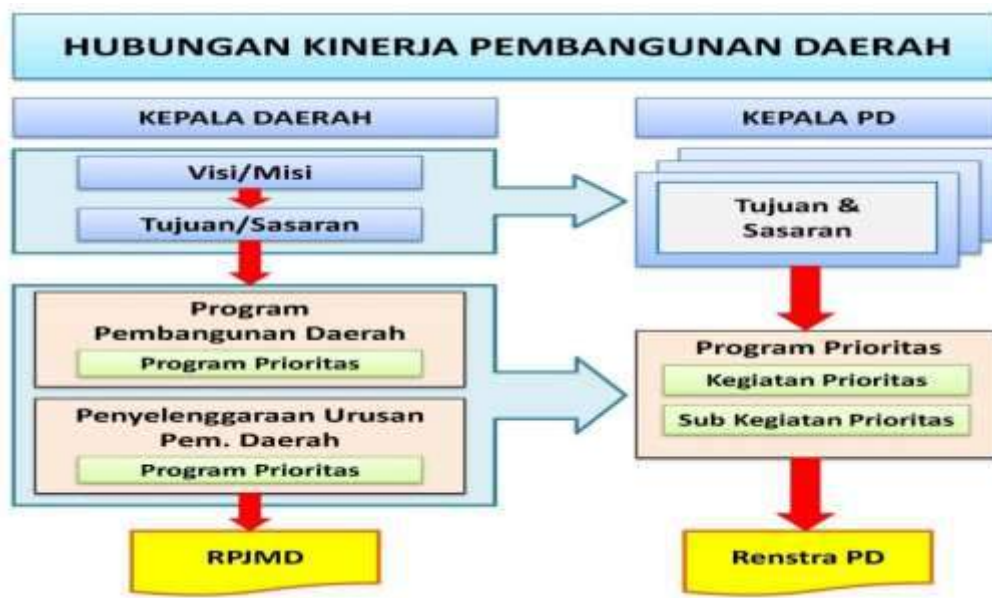 HUBUNGAN KINERJA PEMBANGUNAN DAERAH
KEPALA DAERAH
Visi/Misi
Tujuan/Sasaran
Program
Pembangunan Daerah
Program Prioritas
Penyelenggaraan Urusan
Pem. Daerah
Program Prioritas
RPJMD
KEPALA PD
Tujuan &
Sasaran
Program Prioritas
Kegiatan Prioritas
Sub Kegiatan Prioritas
Renstra PD